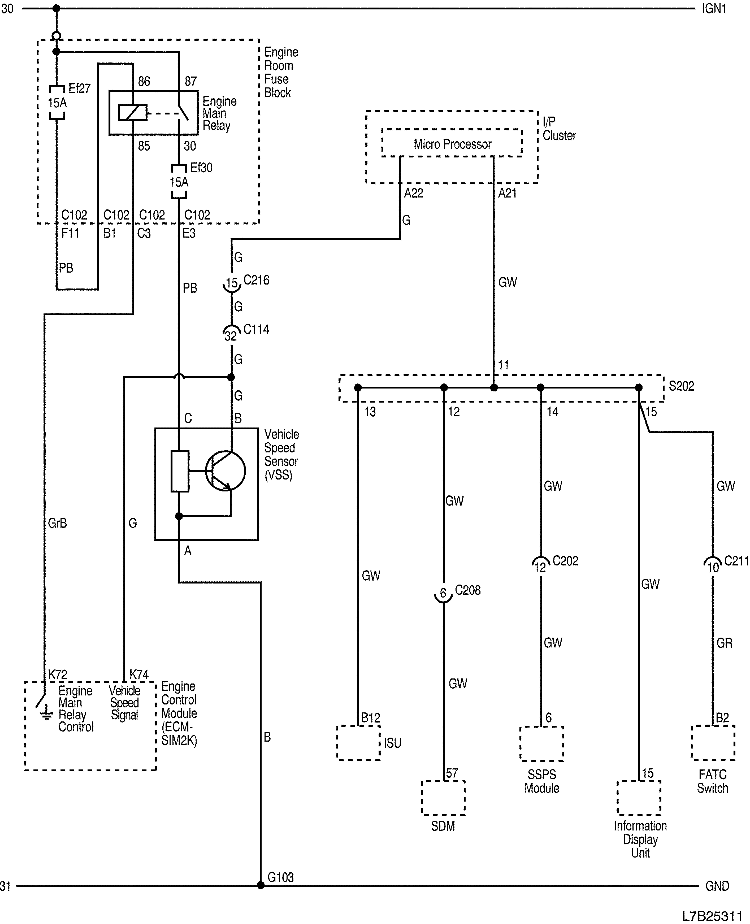 30
IGN1
Engine
Room
Fuse
Block
Ef27
15A
86
87
Engine
Main
Relay
85
30
Ef30
15A
I/P
Cluster
Micro Processor
A22
A21
C102
C102
C102
C102
F11
B1
C3
E3
G
PB
G
15
C216
PB
G
GW
32
C114
G
11
S202
G
13
12
14
15
C
B
Vehicle
Speed
Sensor
(VSS)
GW
GW
GW
GrB
G
A
12
C202
10
C211
GW
GW
6
C208
GW
GR
GW
K72
K74
Engine
Main
Relay
Control
Vehicle
Speed
Signal
Engine
Control
Module
(ECM-
SIM2K)
B
B12
ISU
6
SSPS
Module
B2
FATC
Switch
57
SDM
15
Information
Display
Unit
31
G103
GND
L7B25311